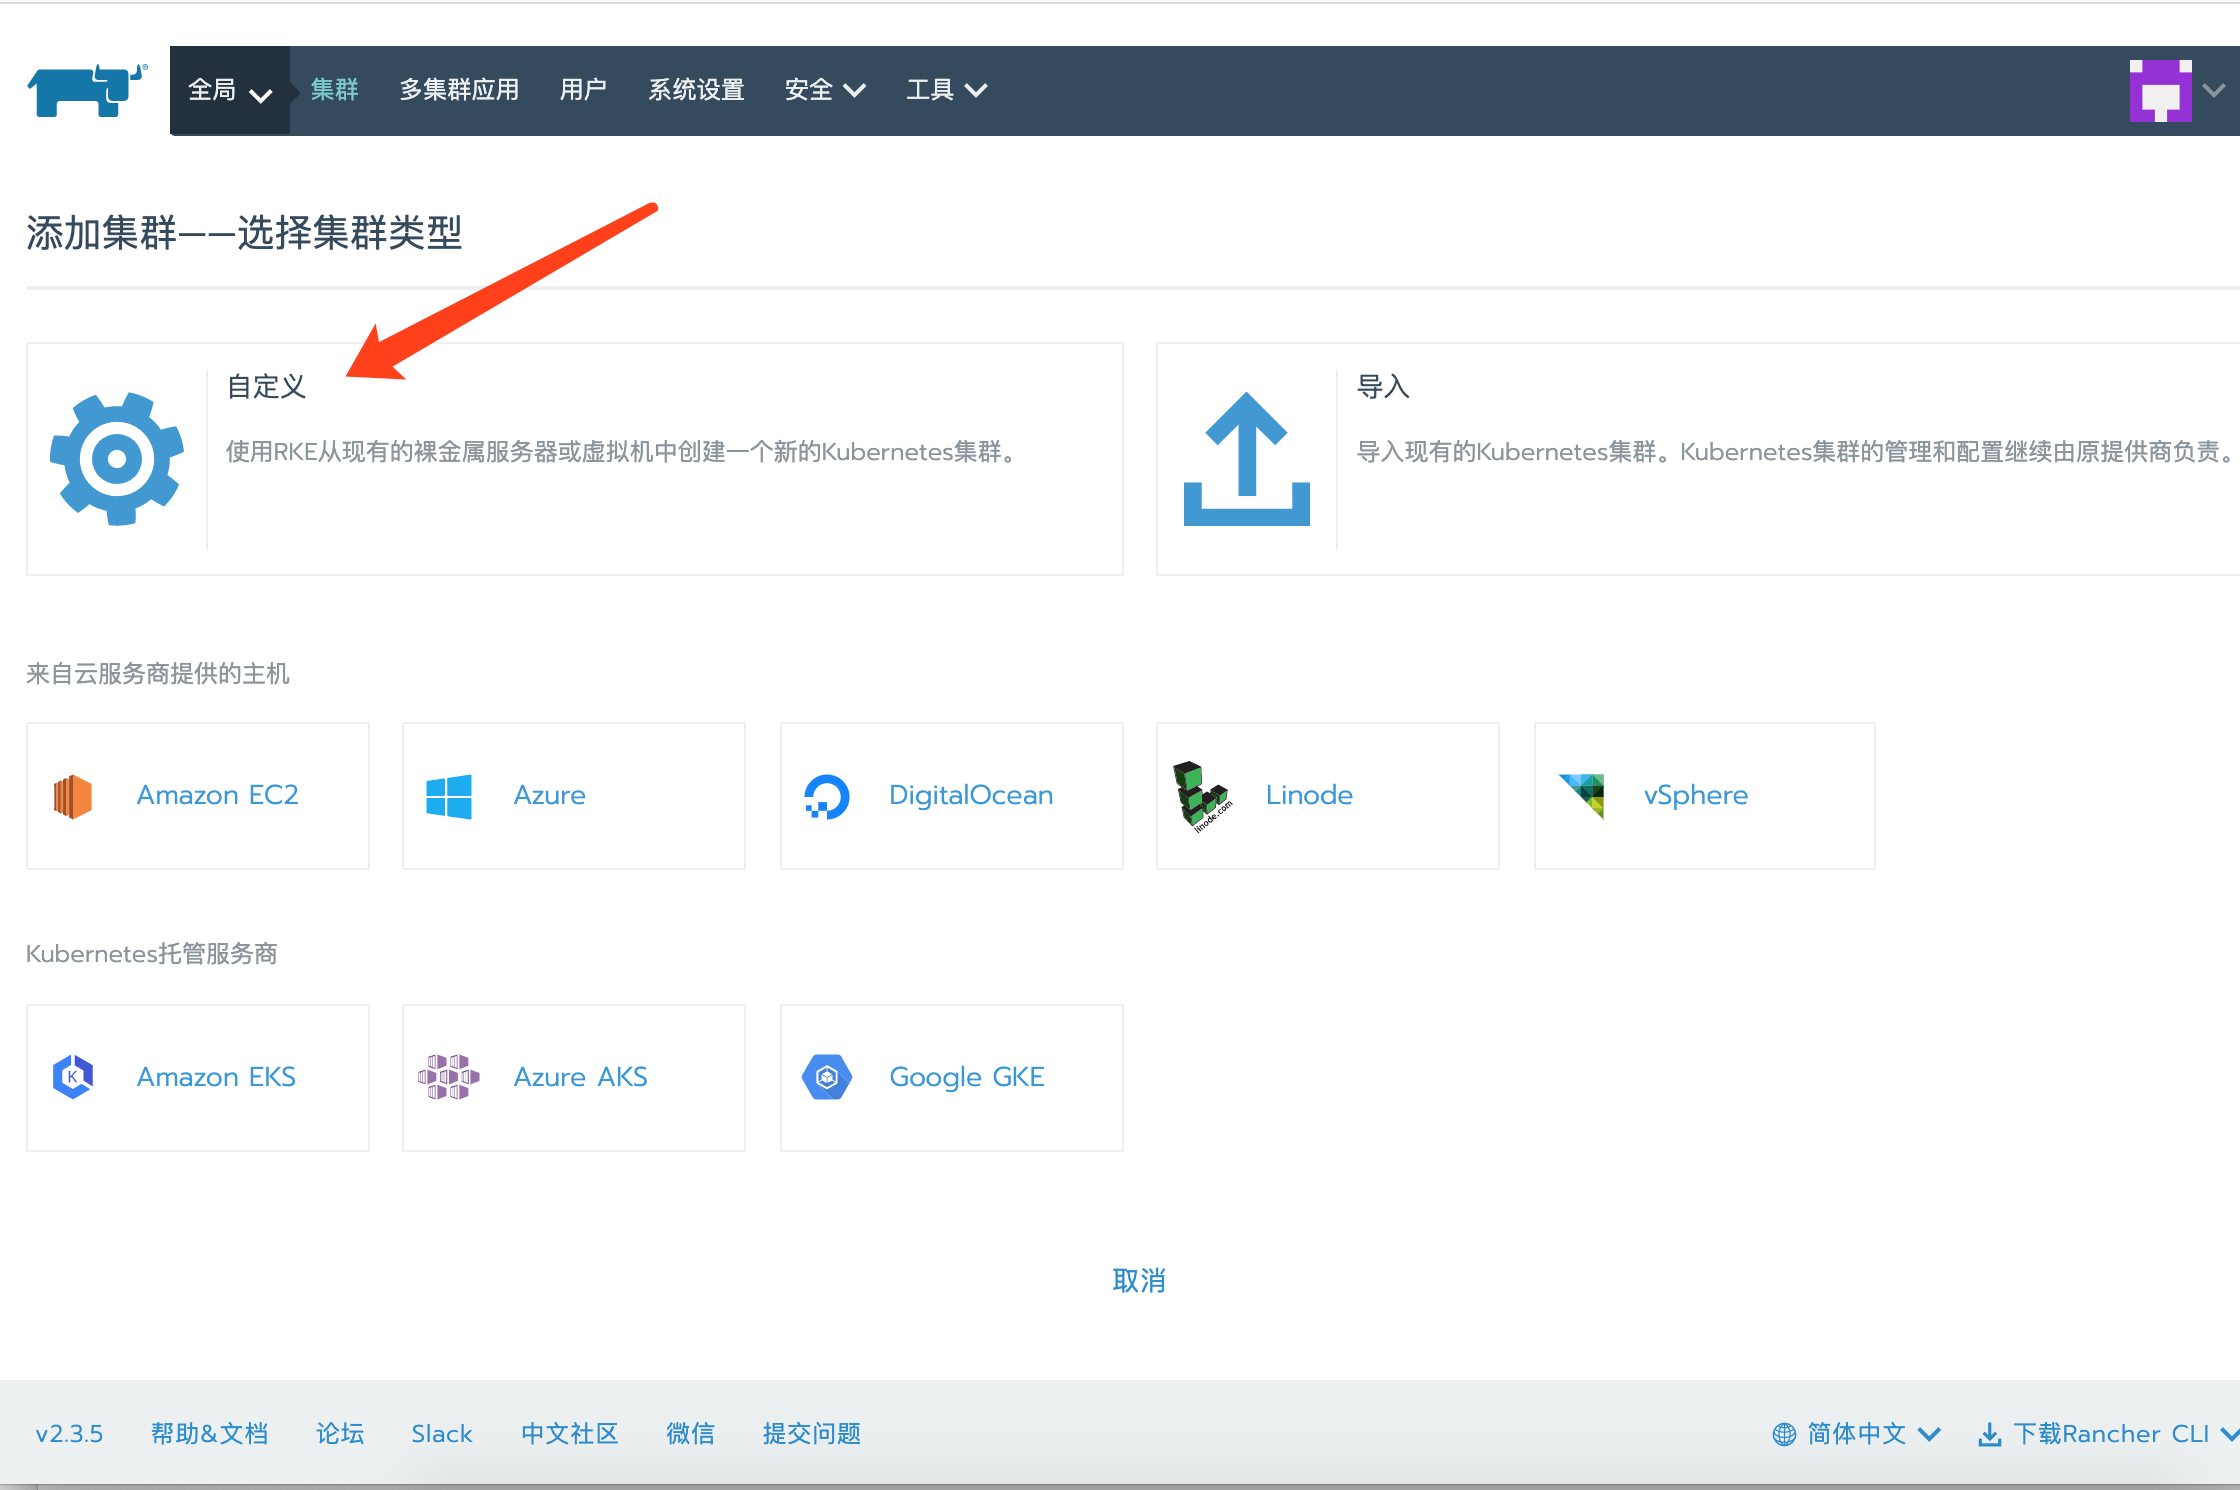 全局 集群 多集群应用 用户 系统设置 安全 工具
添加集群——选择集群类型
自定义
使用RKE从现有的裸金属服务器或虚拟机中创建一个新的Kubernetes集群。
导入
导入现有的Kubernetes集群。Kubernetes集群的管理和配置继续由原提供商负责。
来自云服务商提供的主机
Amazon EC2
Azure
DigitalOcean
linode.com
Linode
vSphere
Kubernetes托管服务商
K
Amazon EKS
Azure AKS
Google GKE
取消
v2.3.5 帮助&文档 论坛 Slack 中文社区 微信 提交问题 简体中文 下载Rancher CLI